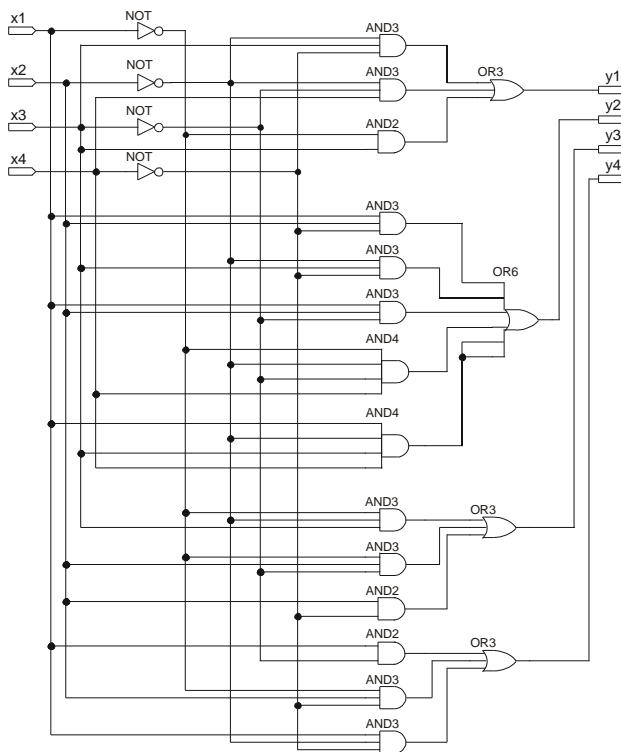 x1
NOT
AND3
x2
NOT
AND3
OR3
y1
y2
x3
NOT
AND2
y3
x4
NOT
y4
AND3
AND3
OR6
AND3
AND4
AND4
AND3
OR3
AND3
AND2
AND2
OR3
AND3
AND3